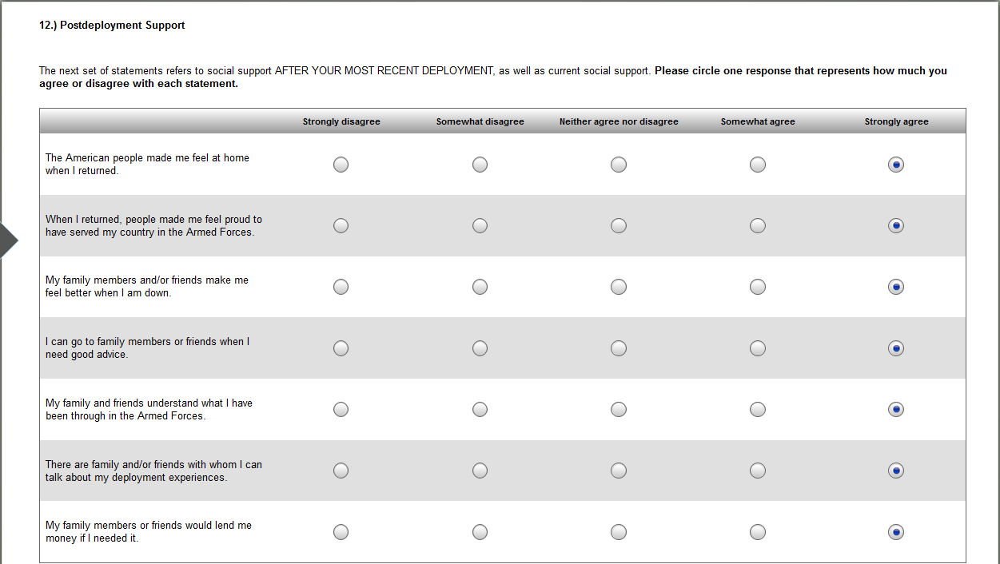 12.) Postdeployment Support
The next set of statements refers to social support AFTER YOUR MOST RECENT DEPLOYMENT, as well as current social support. Please circle one response that represents how much you
agree or disagree with each statement.
Strongly disagree Somewhat disagree Neither agree nor disagree Somewhat agree Strongly agree
The American people made me feel at home
when I returned.
When I returned, people made me feel proud to
have served my country in the Armed Forces.
My family members and/or friends make me
feel better when I am down.
I can go to family members or friends when I
need good advice.
My family and friends understand what I have
been through in the Armed Forces.
There are family and/or friends with whom I can
talk about my deployment experiences.
My family members or friends would lend me
money if I needed it.